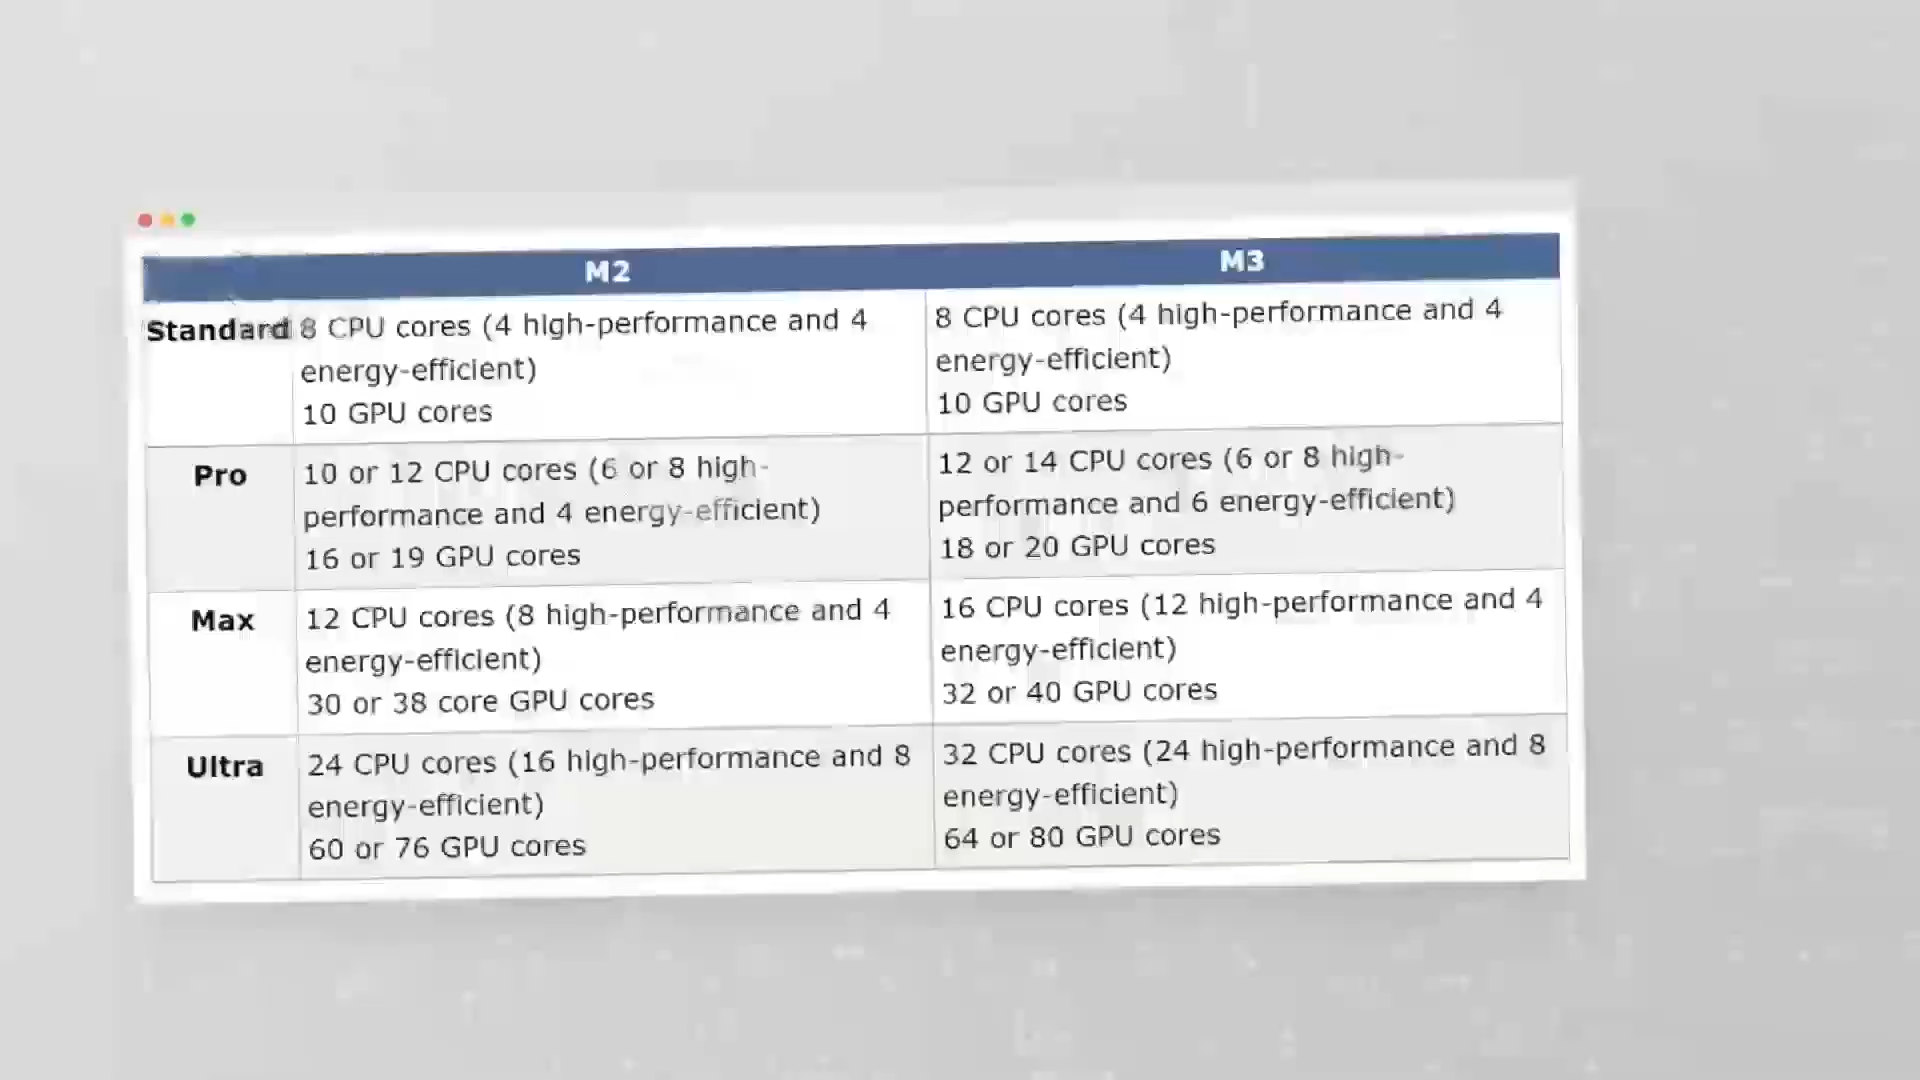 M2 M3
Standard 8 CPU cores (4 high-performance and 4 8 CPU cores (4 high-performance and 4
energy-efficient) energy-efficient)
10 GPU cores 10 GPU cores
Pro 10 or 12 CPU cores (6 or 8 high- 12 or 14 CPU cores (6 or 8 high-
performance and 4 energy-efficient) performance and 6 energy-efficient)
16 or 19 GPU cores 18 or 20 GPU cores
Max 12 CPU cores (8 high-performance and 4 16 CPU cores (12 high-performance and 4
energy-efficient) energy-efficient)
30 or 38 core GPU cores 32 or 40 GPU cores
Ultra 24 CPU cores (16 high-performance and 8 32 CPU cores (24 high-performance and 8
energy-efficient) energy-efficient)
60 or 76 GPU cores 64 or 80 GPU cores